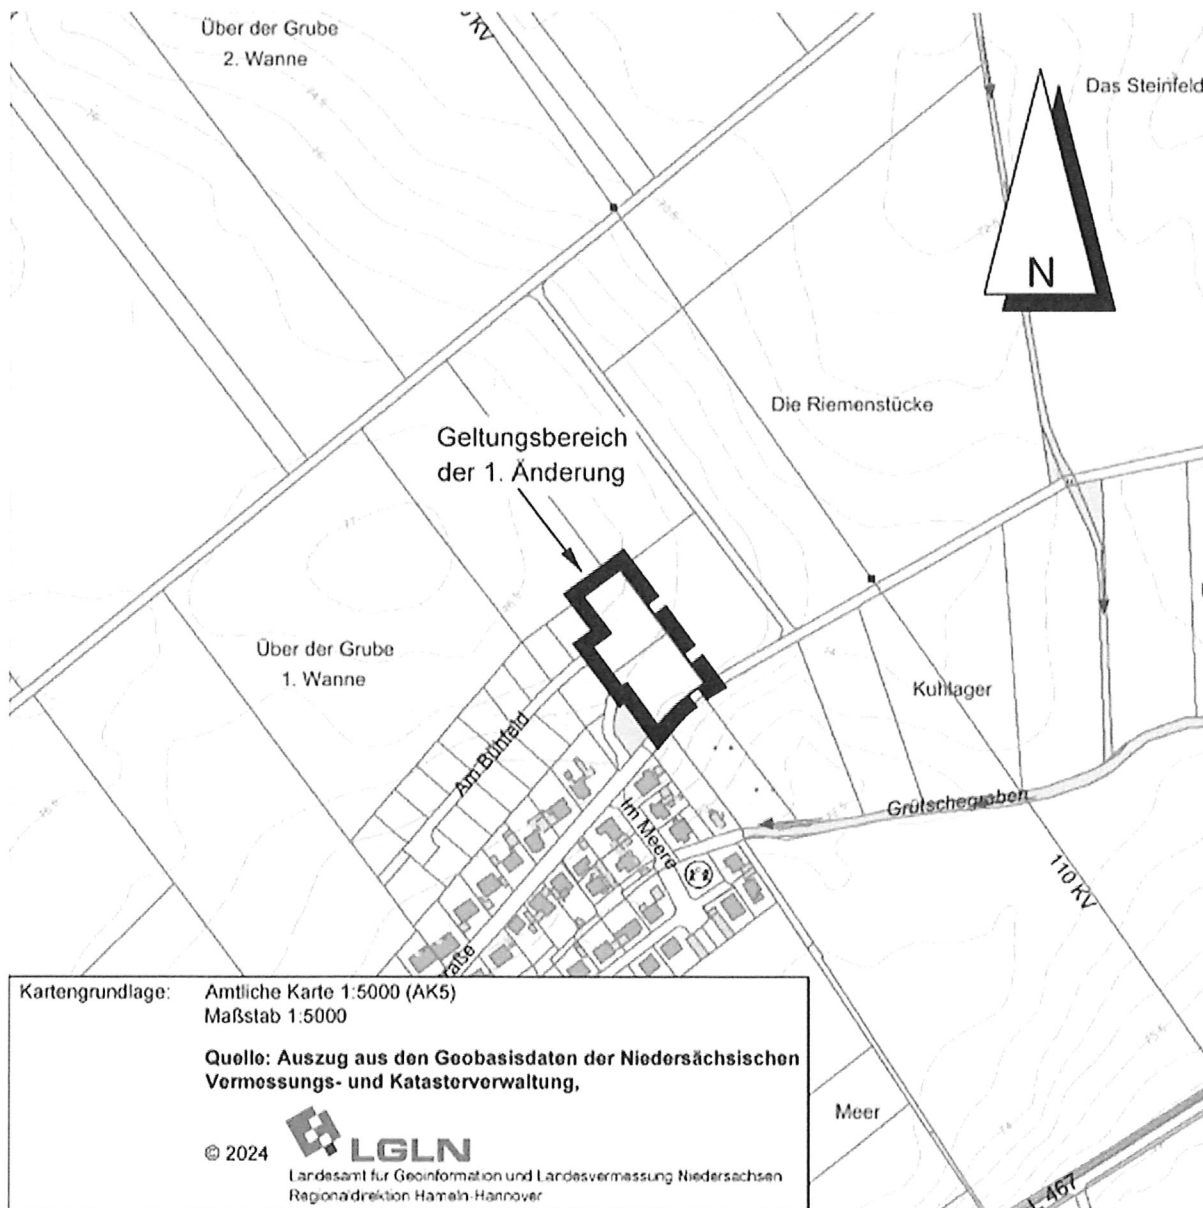 Über der Grube
2. Wanne
KV
Das Steinfeld
N
Die Riemenstücke
Geltungsbereich
der 1. Änderung
Über der Grube
1. Wanne
Kuhlager
Am Bünfeld
Im Meere
Grütschegraben
110 KV
raße
Kartengrundlage: Amtliche Karte 1:5000 (AK5)
Maßstab 1:5000
Quelle: Auszug aus den Geobasisdaten der Niedersächsischen
Vermessungs- und Katasterverwaltung,
© 2024 LGLN
Landesamt für Geoinformation und Landesvermessung Niedersachsen
Regionaldirektion Hameln-Hannover
Meer
L 467